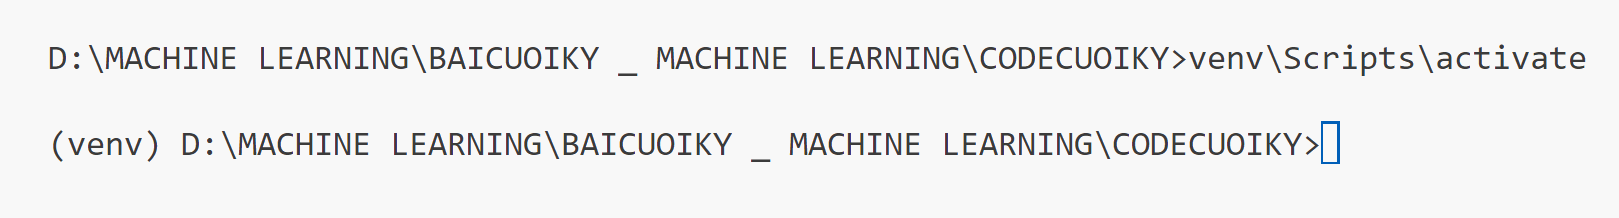 D:\MACHINE LEARNING\BAICUOIKY _ MACHINE LEARNING\CODECUOIKY>venv\Scripts\activate
(venv) D:\MACHINE LEARNING\BAICUOIKY _ MACHINE LEARNING\CODECUOIKY>